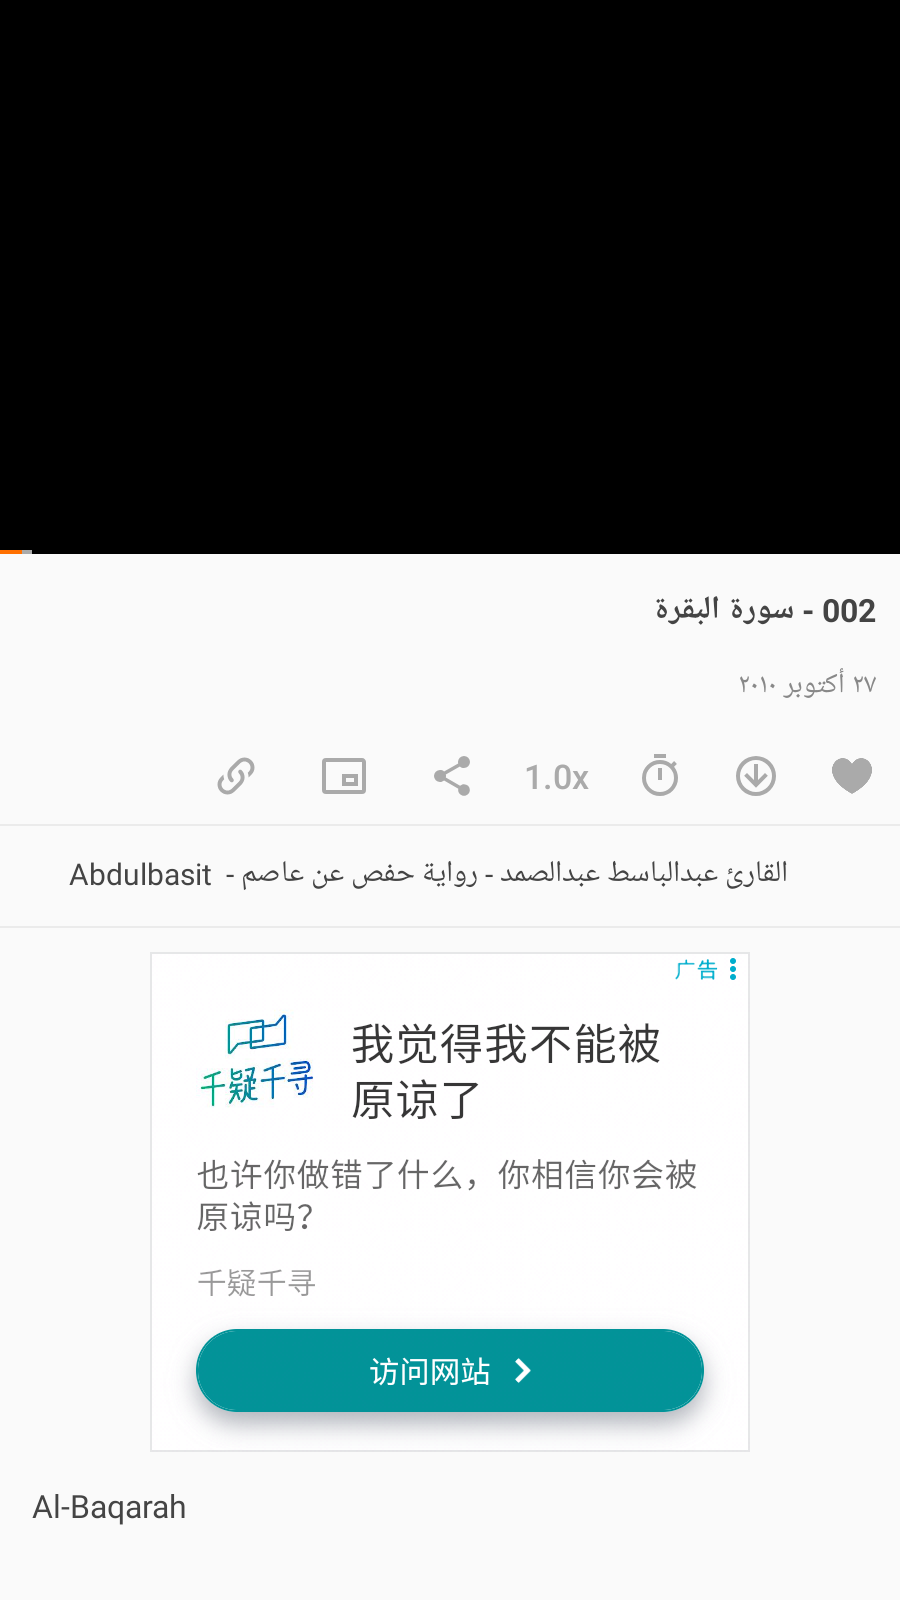 002 - سورة البقرة
٢٧ أكتوبر ٢٠١٠
1.0x
القارئ عبدالباسط عبدالصمد - رواية حفص عن عاصم - Abdulbasit
广告
千疑千寻
我觉得我不能被
原谅了
也许你做错了什么，你相信你会被
原谅吗？
千疑千寻
访问网站
Al-Baqarah